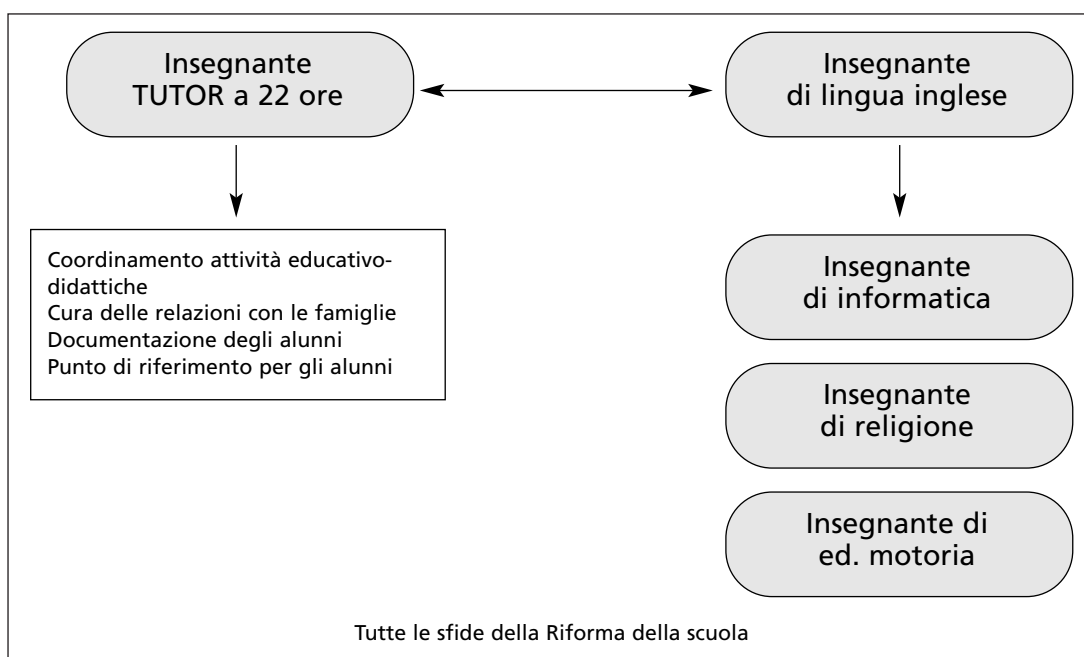 Insegnante
TUTOR a 22 ore
Insegnante
di lingua inglese
Coordinamento attività educativo-
didattiche
Cura delle relazioni con le famiglie
Documentazione degli alunni
Punto di riferimento per gli alunni
Insegnante
di informatica
Insegnante
di religione
Insegnante di
ed. motoria
Tutte le sfide della Riforma della scuola